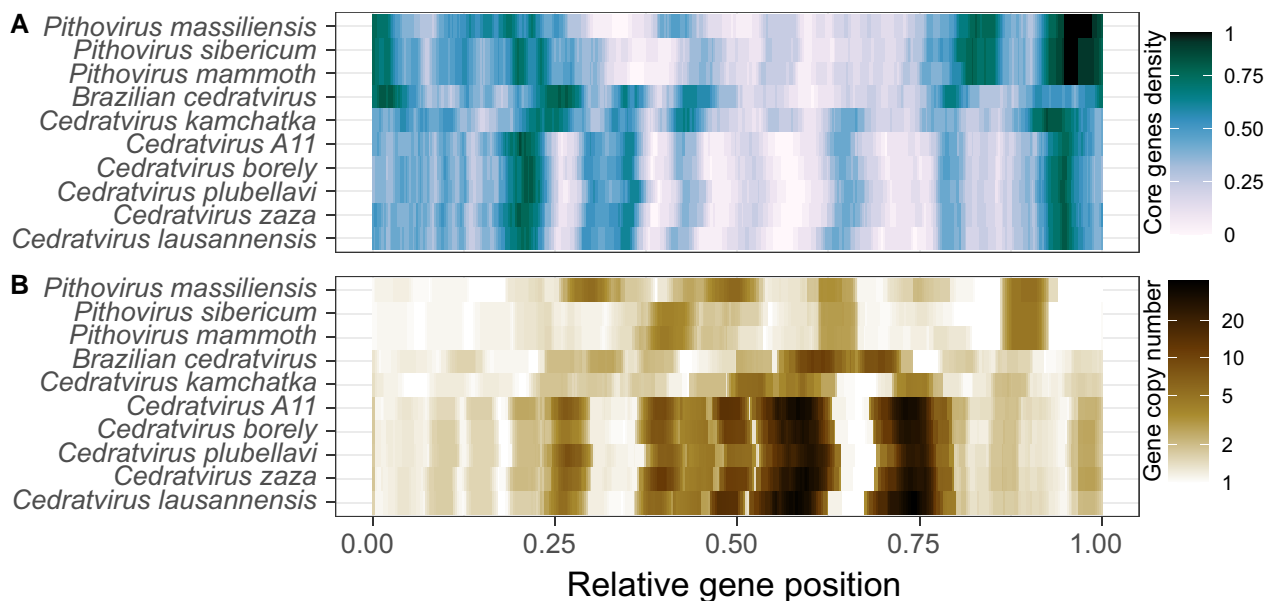 A
Pithovirus massiliensis
Pithovirus sibericum
Pithovirus mammoth
Brazilian cedratvirus
Cedratvirus kamchatka
Cedratvirus A11
Cedratvirus borely
Cedratvirus plubellavi
Cedratvirus zaza
Cedratvirus lausannensis
Core genes density
1
0.75
0.50
0.25
0
B
Pithovirus massiliensis
Pithovirus sibericum
Pithovirus mammoth
Brazilian cedratvirus
Cedratvirus kamchatka
Cedratvirus A11
Cedratvirus borely
Cedratvirus plubellavi
Cedratvirus zaza
Cedratvirus lausannensis
Gene copy number
20
10
5
2
1
0.00 0.25 0.50 0.75 1.00
Relative gene position